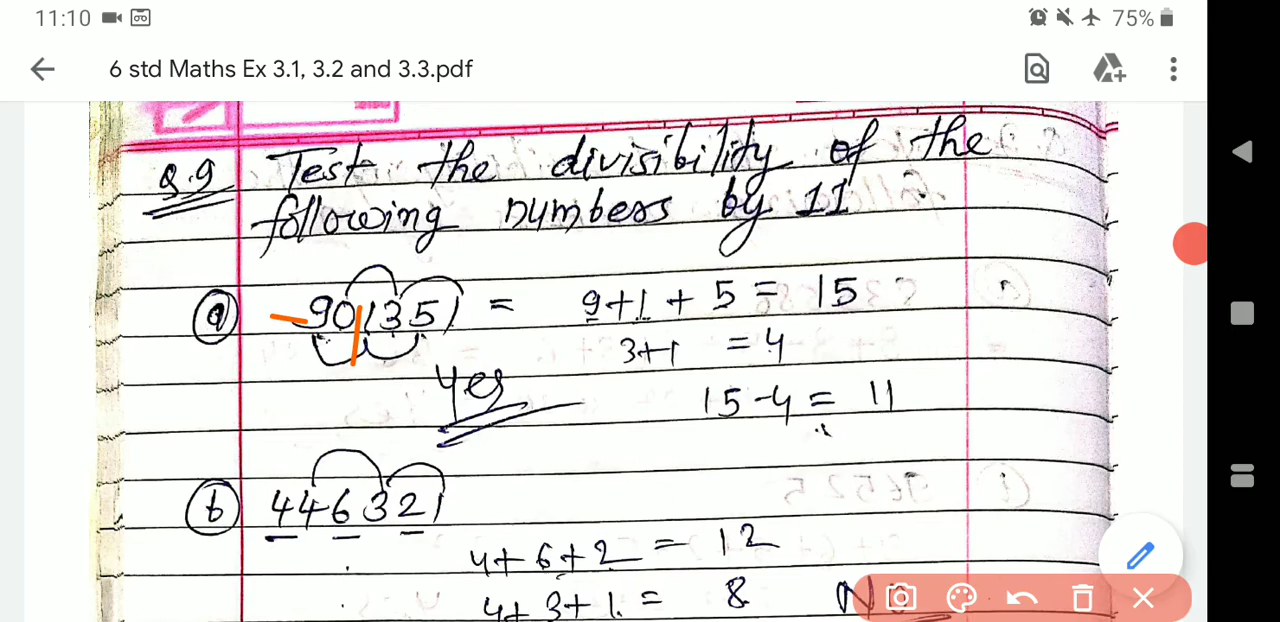 11:10 75%
6 std Maths Ex 3.1, 3.2 and 3.3.pdf
Q.9 Test the divisibility of the
following numbers by 11
(a) 901351 = 9+1+5 = 15
3+1 = 4
Yes
15-4 = 11
(b) 446321
4+6+2 = 12
4+3+1 = 8 No